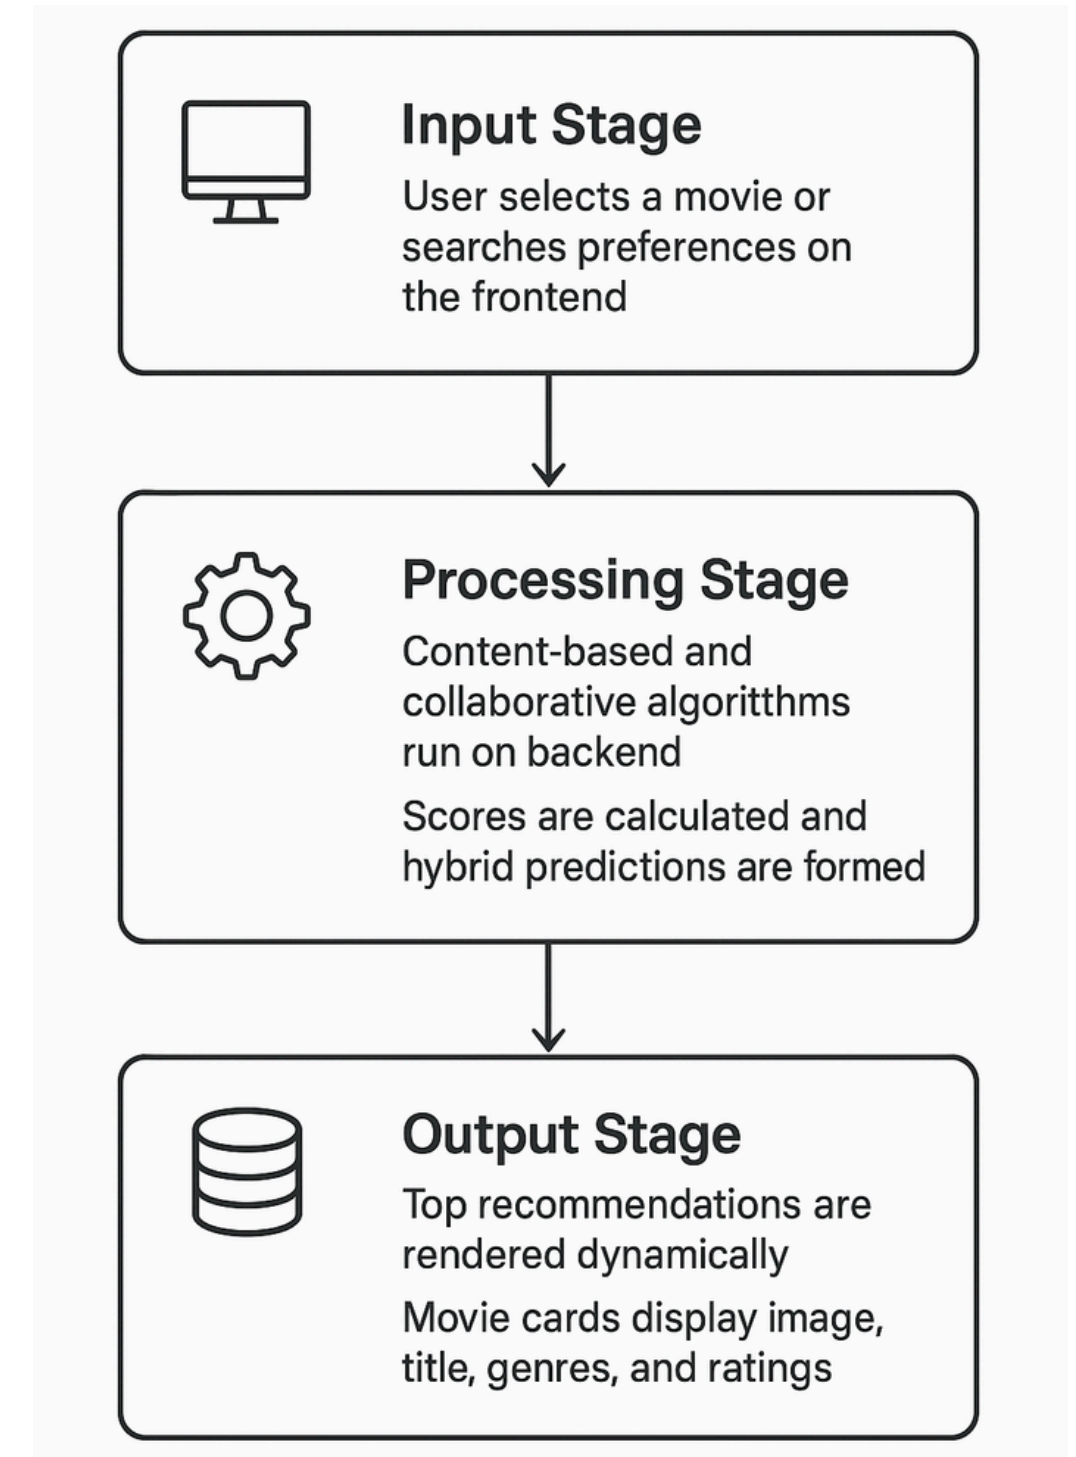 Input Stage
User selects a movie or
searches preferences on
the frontend
Processing Stage
Content-based and
collaborative algoritthms
run on backend
Scores are calculated and
hybrid predictions are formed
Output Stage
Top recommendations are
rendered dynamically
Movie cards display image,
title, genres, and ratings